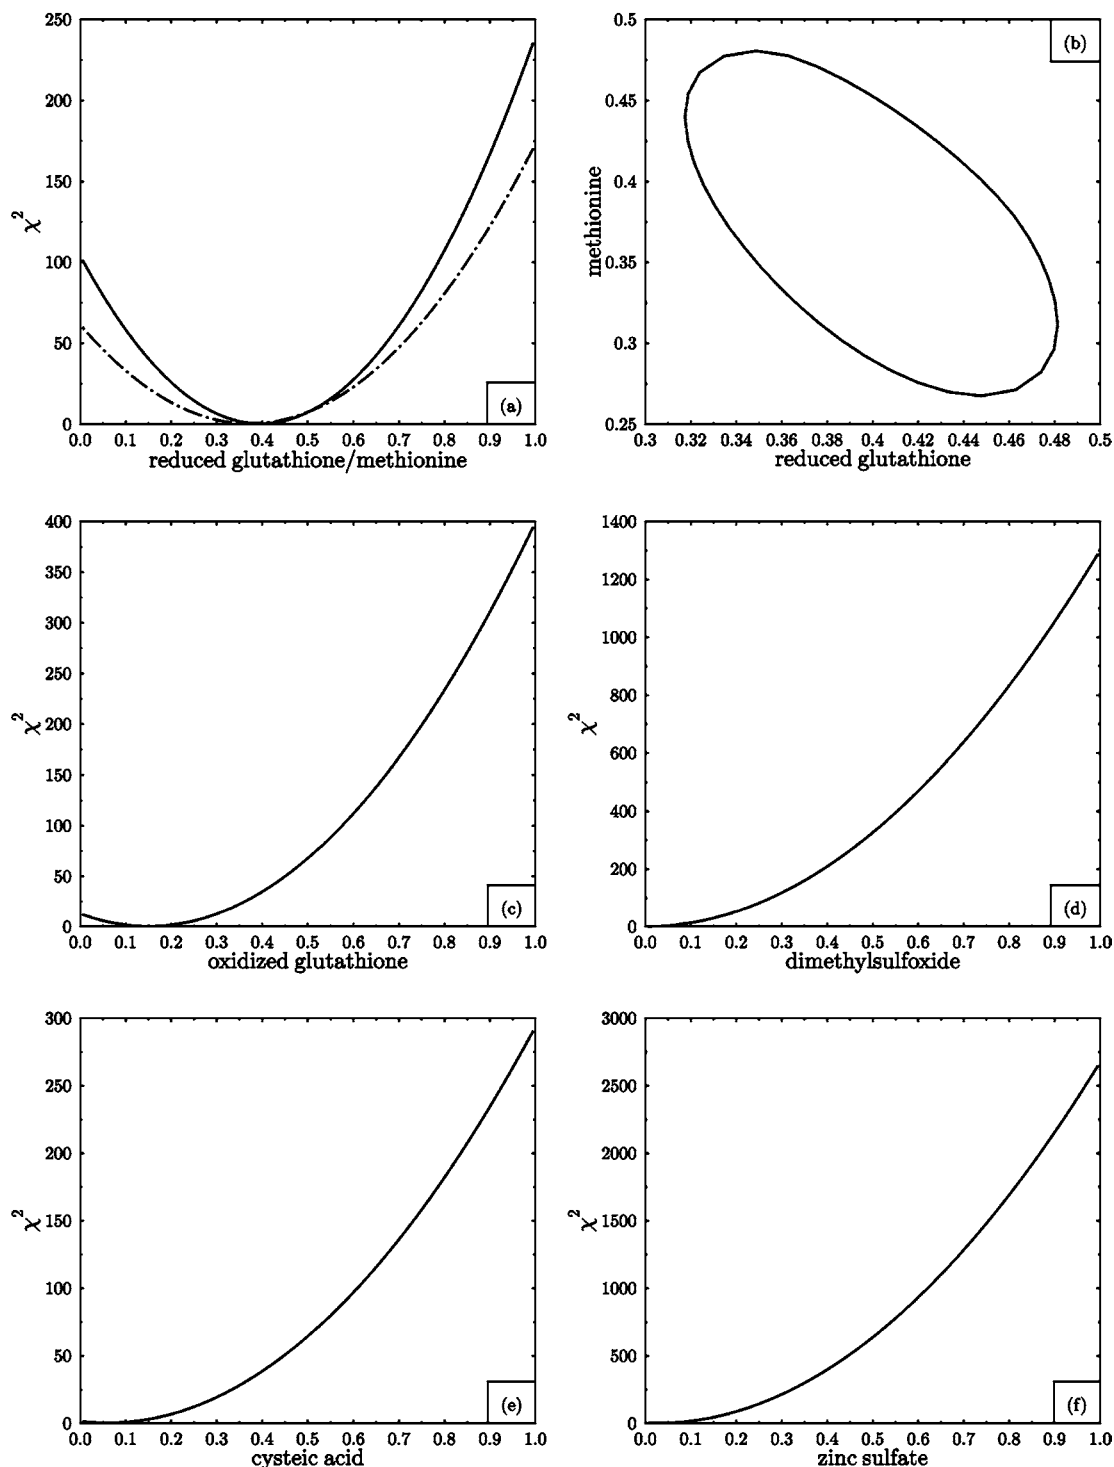 250
200
150
100
50
0
χ²
0.0 0.1 0.2 0.3 0.4 0.5 0.6 0.7 0.8 0.9 1.0
reduced glutathione/methionine
(a)
0.5
0.45
0.4
0.35
0.3
0.25
methionine
0.3 0.32 0.34 0.36 0.38 0.4 0.42 0.44 0.46 0.48 0.5
reduced glutathione
(b)
400
350
300
250
200
150
100
50
0
χ²
0.0 0.1 0.2 0.3 0.4 0.5 0.6 0.7 0.8 0.9 1.0
oxidized glutathione
(c)
1400
1200
1000
800
600
400
200
0
χ²
0.0 0.1 0.2 0.3 0.4 0.5 0.6 0.7 0.8 0.9 1.0
dimethylsulfoxide
(d)
300
250
200
150
100
50
0
χ²
0.0 0.1 0.2 0.3 0.4 0.5 0.6 0.7 0.8 0.9 1.0
cysteic acid
(e)
3000
2500
2000
1500
1000
500
0
χ²
0.0 0.1 0.2 0.3 0.4 0.5 0.6 0.7 0.8 0.9 1.0
zinc sulfate
(f)